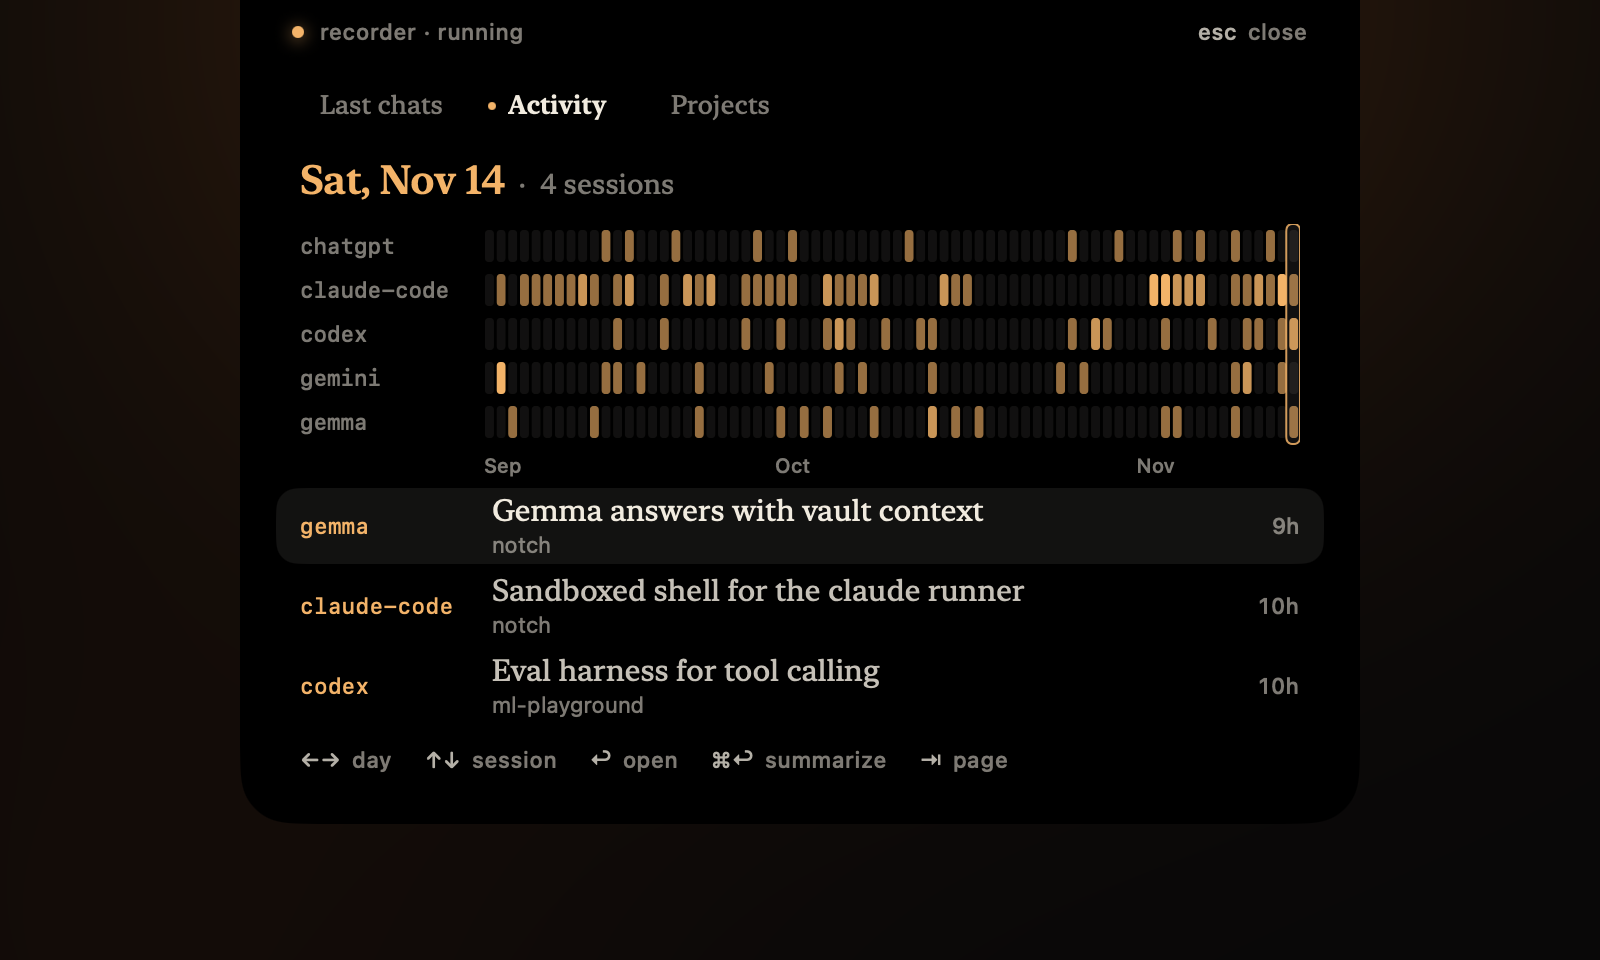 recorder · running
esc close
Last chats
Activity
Projects
Sat, Nov 14 · 4 sessions
chatgpt
claude-code
codex
gemini
gemma
Sep
Oct
Nov
gemma
Gemma answers with vault context
notch
9h
claude-code
Sandboxed shell for the claude runner
notch
10h
codex
Eval harness for tool calling
ml-playground
10h
←→ day ↑↓ session ↩ open ⌘↩ summarize ⇥ page